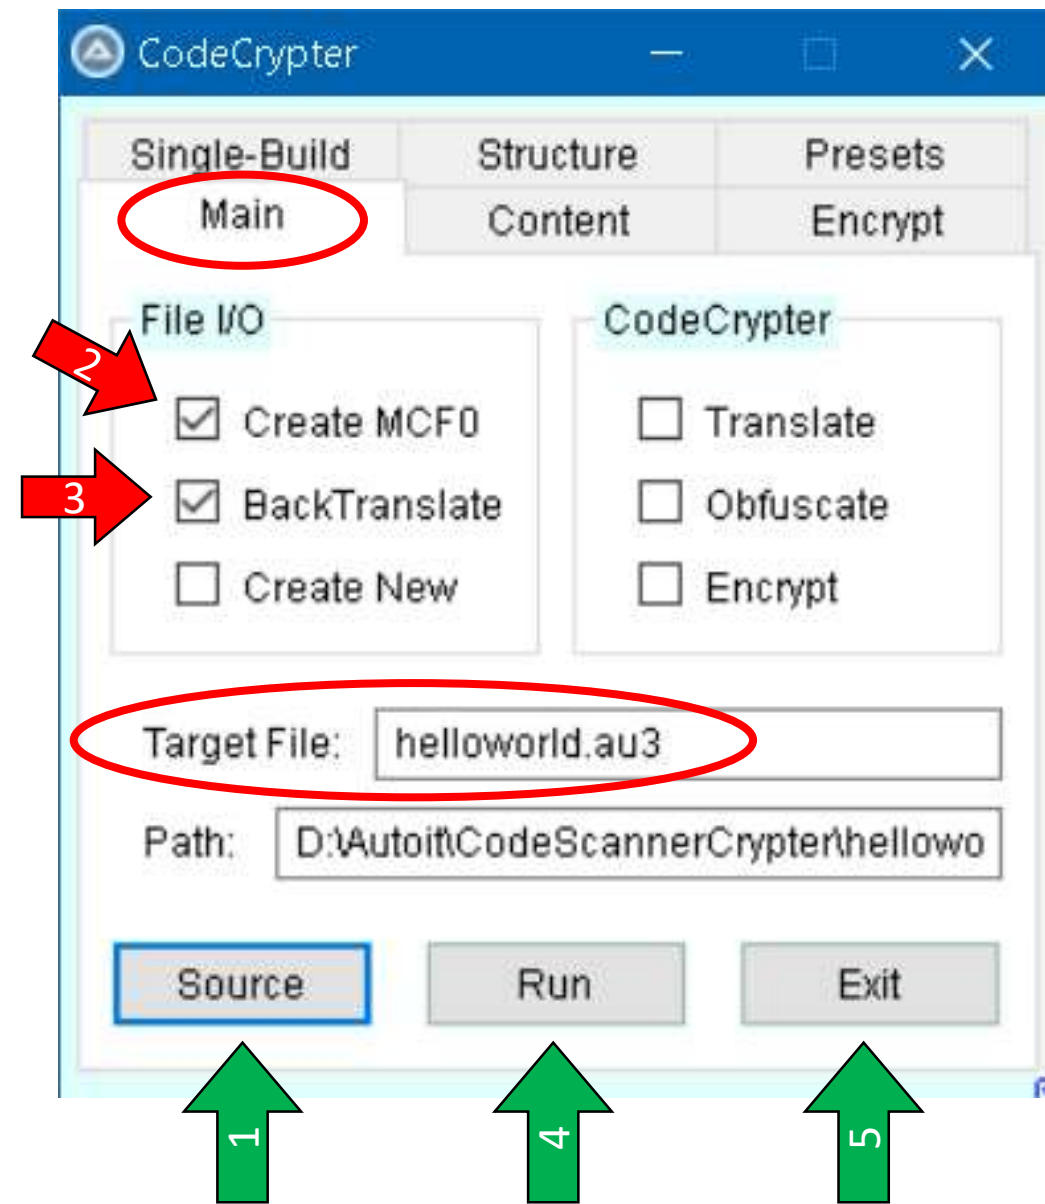 CodeCrypter
Single-Build Structure Presets
Main Content Encrypt
File I/O CodeCrypter
2
Create MCF0 Translate
3
BackTranslate Obfuscate
Create New Encrypt
Target File: helloworld.au3
Path: D:\Autoit\CodeScannerCrypter\hellowo
Source Run Exit
1 4 5